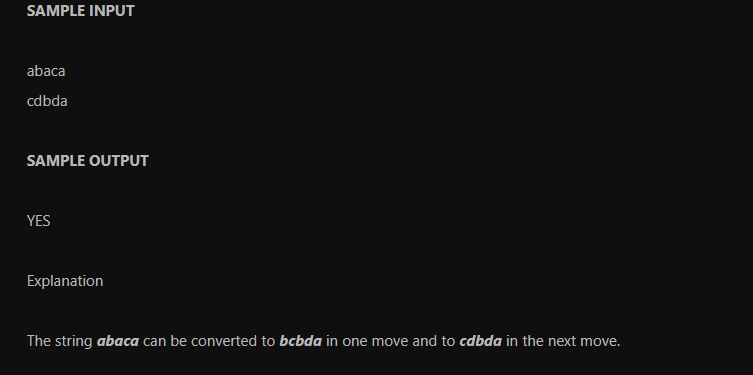 SAMPLE INPUT
abaca
cdbda
SAMPLE OUTPUT
YES
Explanation
The string abaca can be converted to bcbda in one move and to cdbda in the next move.